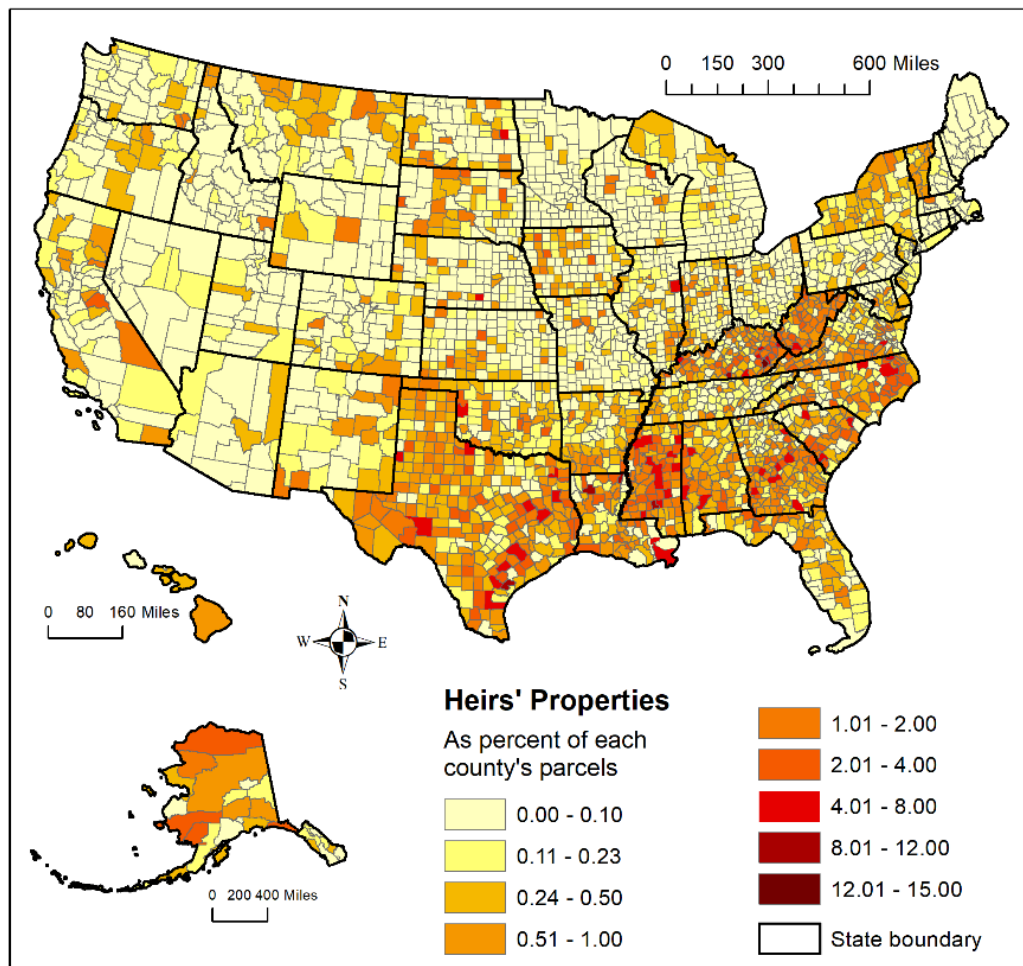 0 150 300 600 Miles
0 80 160 Miles
N
W E
S
0 200 400 Miles
Heirs' Properties
As percent of each
county's parcels
0.00 - 0.10
0.11 - 0.23
0.24 - 0.50
0.51 - 1.00
1.01 - 2.00
2.01 - 4.00
4.01 - 8.00
8.01 - 12.00
12.01 - 15.00
State boundary